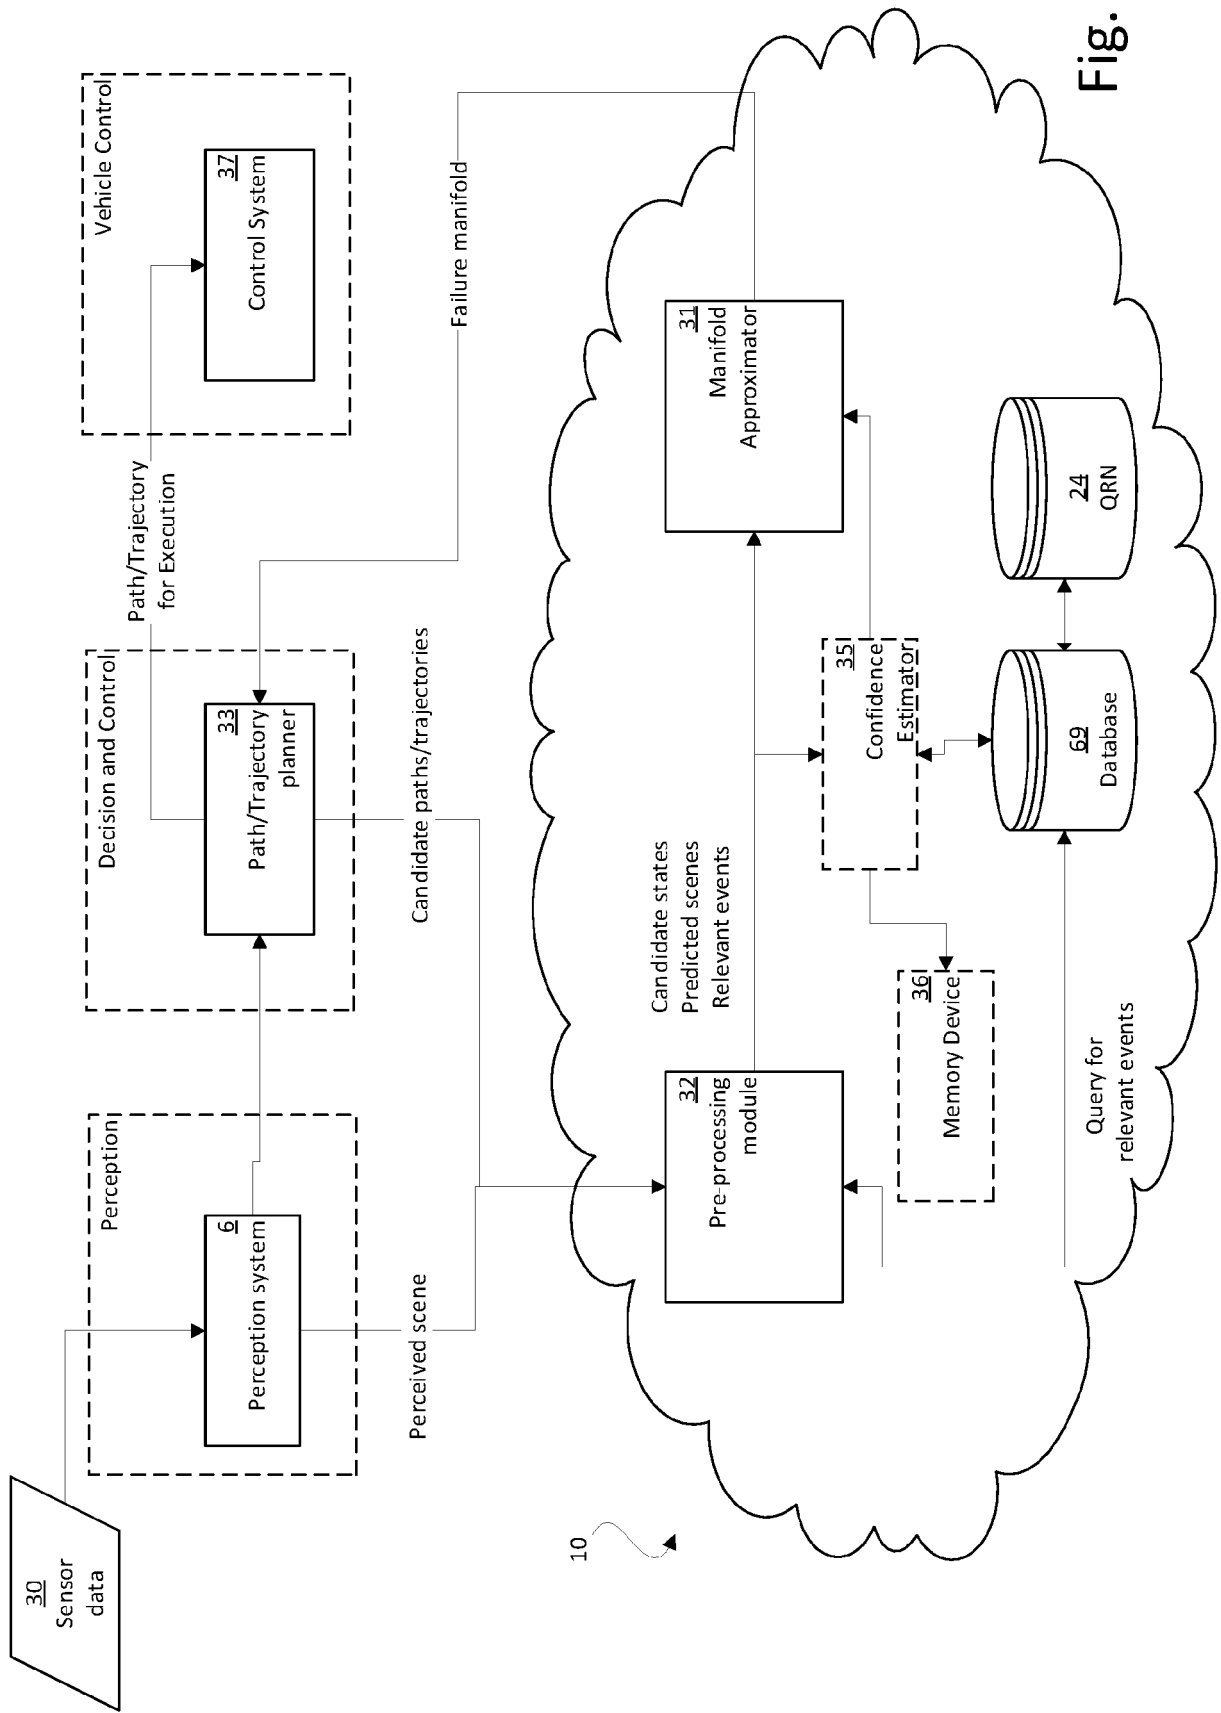 30
Sensor
data
Perception
6
Perception system
Perceived scene
Decision and Control
33
Path/Trajectory
planner
Candidate paths/trajectories
Path/Trajectory
for Execution
Vehicle Control
37
Control System
Failure manifold
10
32
Pre-processing
module
Candidate states
Predicted scenes
Relevant events
31
Manifold
Approximator
35
Confidence
Estimator
36
Memory Device
Query for
relevant events
69
Database
24
QRN
Fig.